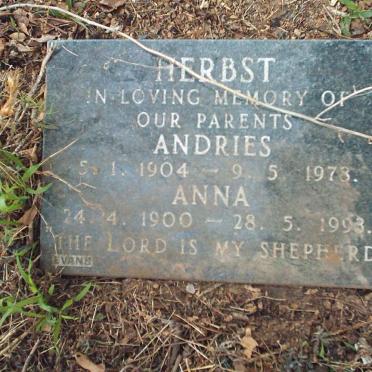 HERBST
IN LOVING MEMORY OF
OUR PARENTS
ANDRIES
5. 1. 1904 – 9. 5. 1978.
ANNA
24. 4. 1900 – 28. 5. 1993.
THE LORD IS MY SHEPHERD
EVANS